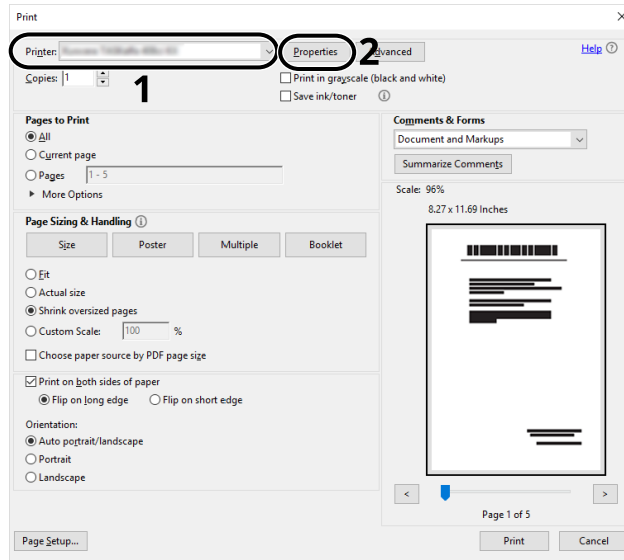 Print
Printer:
Properties
2
Advanced
Help
Copies: 1
1
Print in grayscale (black and white)
Save ink/toner
Pages to Print
All
Current page
Pages 1 - 5
More Options
Page Sizing & Handling
Size Poster Multiple Booklet
Fit
Actual size
Shrink oversized pages
Custom Scale: 100 %
Choose paper source by PDF page size
Print on both sides of paper
Flip on long edge Flip on short edge
Orientation:
Auto portrait/landscape
Portrait
Landscape
Comments & Forms
Document and Markups
Summarize Comments
Scale: 96%
8.27 x 11.69 Inches
< >
Page 1 of 5
Page Setup...
Print Cancel